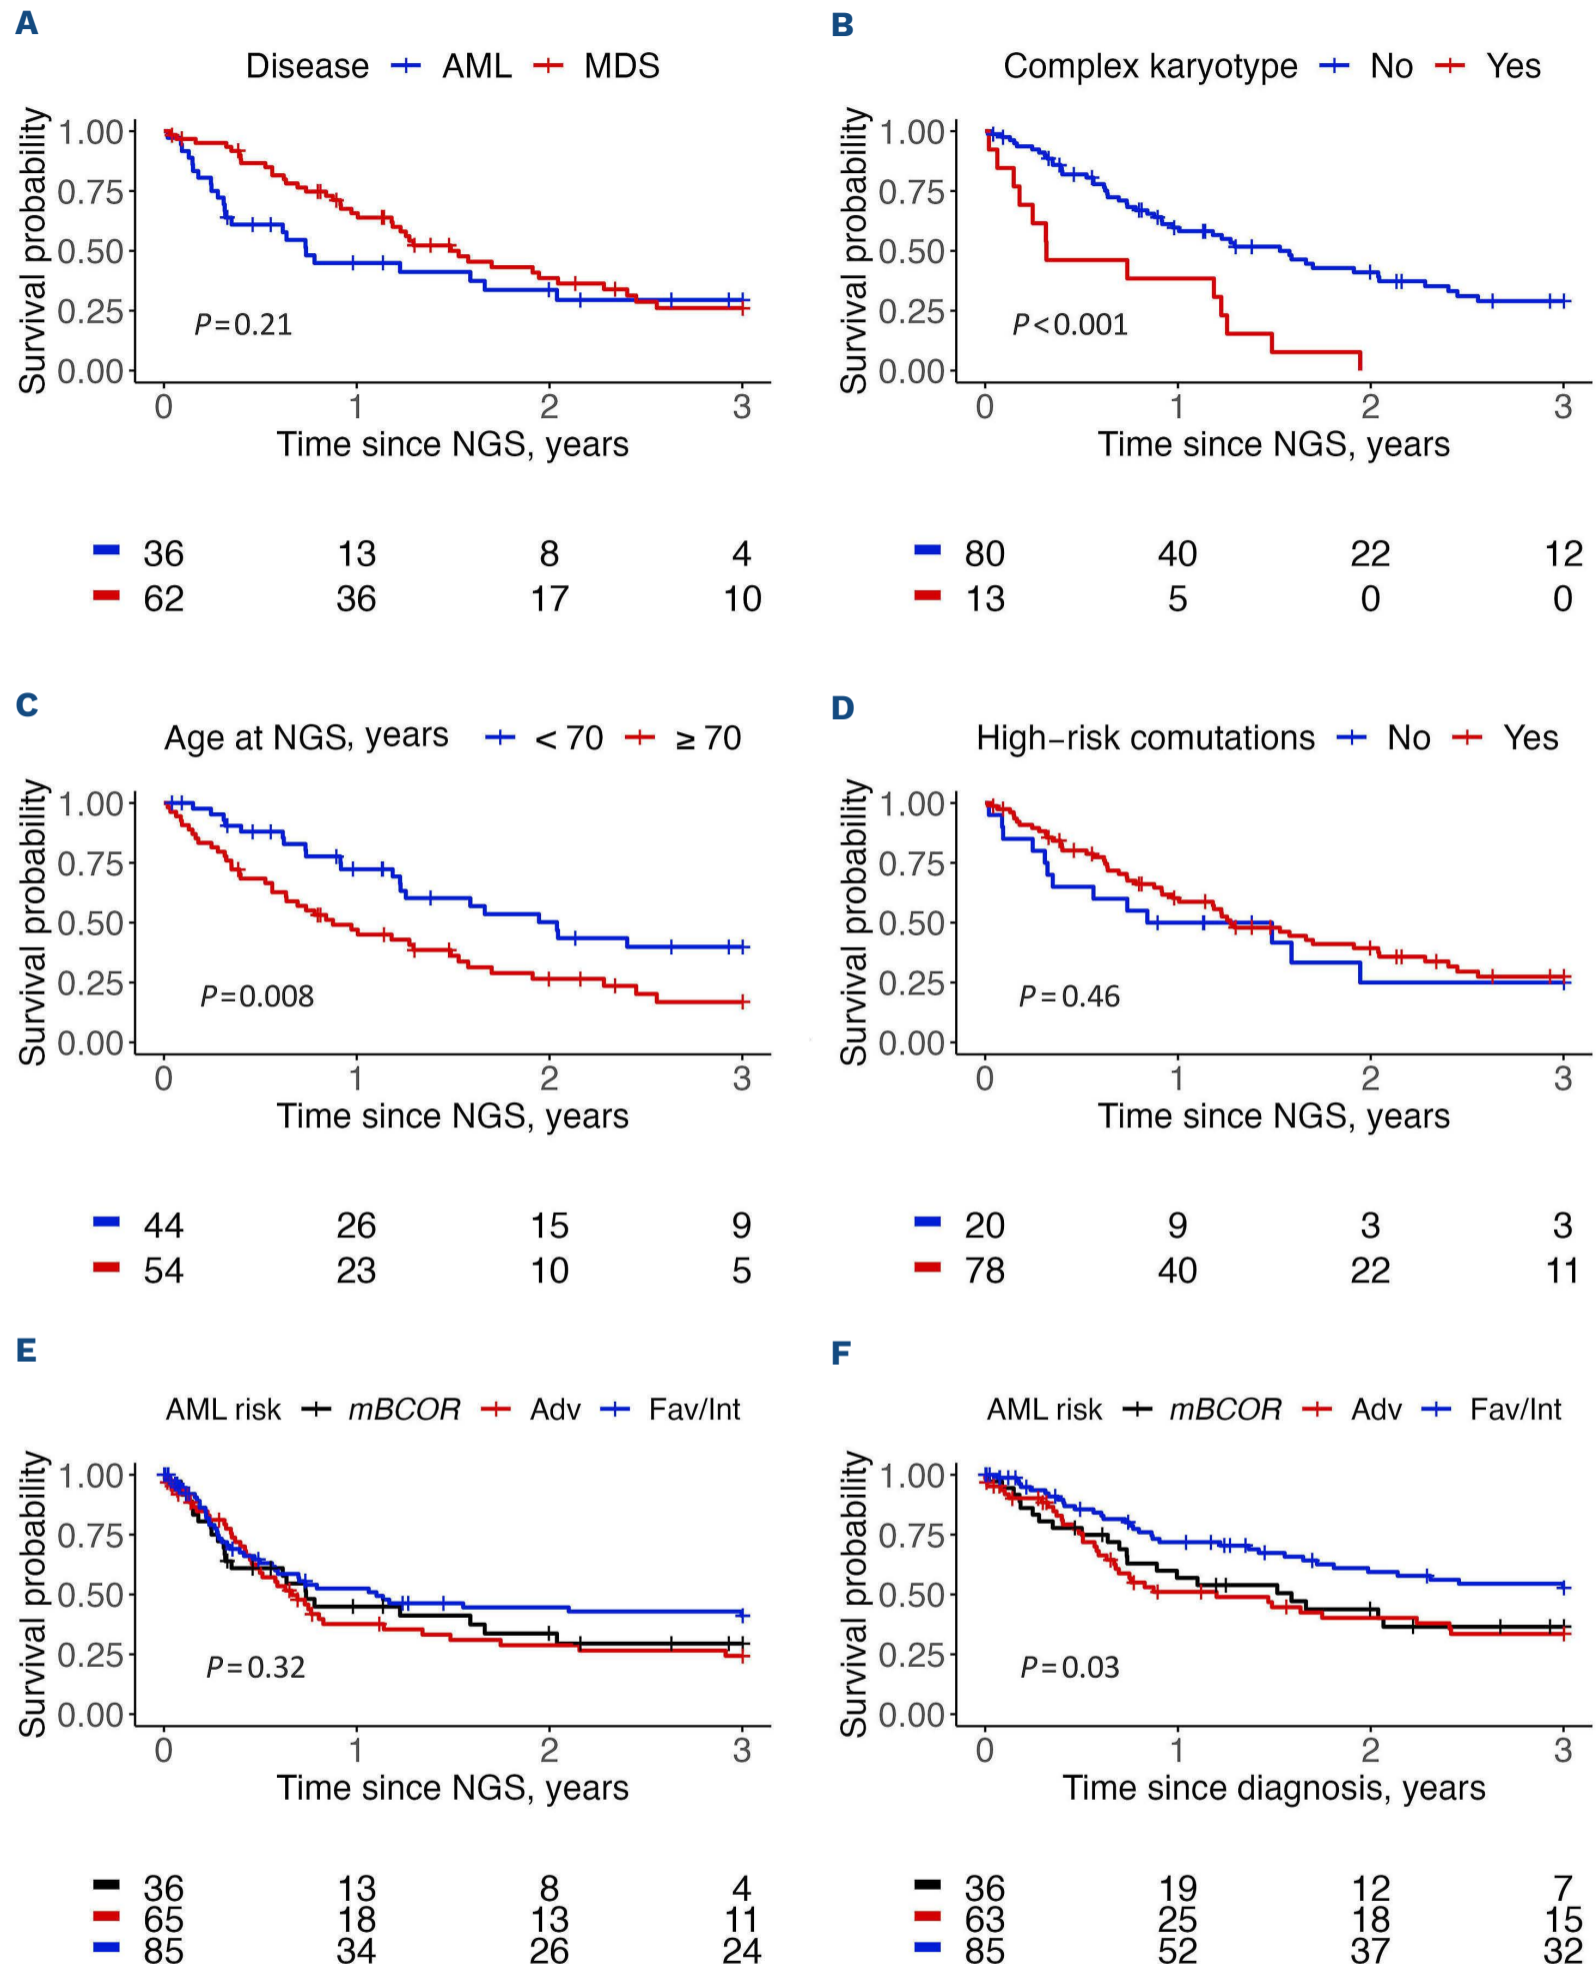 A
Disease AML MDS
Survival probability
1.00
0.75
0.50
0.25
0.00
P=0.21
0 1 2 3
Time since NGS, years
36 13 8 4
62 36 17 10
B
Complex karyotype No Yes
Survival probability
1.00
0.75
0.50
0.25
0.00
P<0.001
0 1 2 3
Time since NGS, years
80 40 22 12
13 5 0 0
C
Age at NGS, years < 70 ≥ 70
Survival probability
1.00
0.75
0.50
0.25
0.00
P=0.008
0 1 2 3
Time since NGS, years
44 26 15 9
54 23 10 5
D
High–risk comutations No Yes
Survival probability
1.00
0.75
0.50
0.25
0.00
P=0.46
0 1 2 3
Time since NGS, years
20 9 3 3
78 40 22 11
E
AML risk mBCOR Adv Fav/Int
Survival probability
1.00
0.75
0.50
0.25
0.00
P=0.32
0 1 2 3
Time since NGS, years
36 13 8 4
65 18 13 11
85 34 26 24
F
AML risk mBCOR Adv Fav/Int
Survival probability
1.00
0.75
0.50
0.25
0.00
P=0.03
0 1 2 3
Time since diagnosis, years
36 19 12 7
63 25 18 15
85 52 37 32